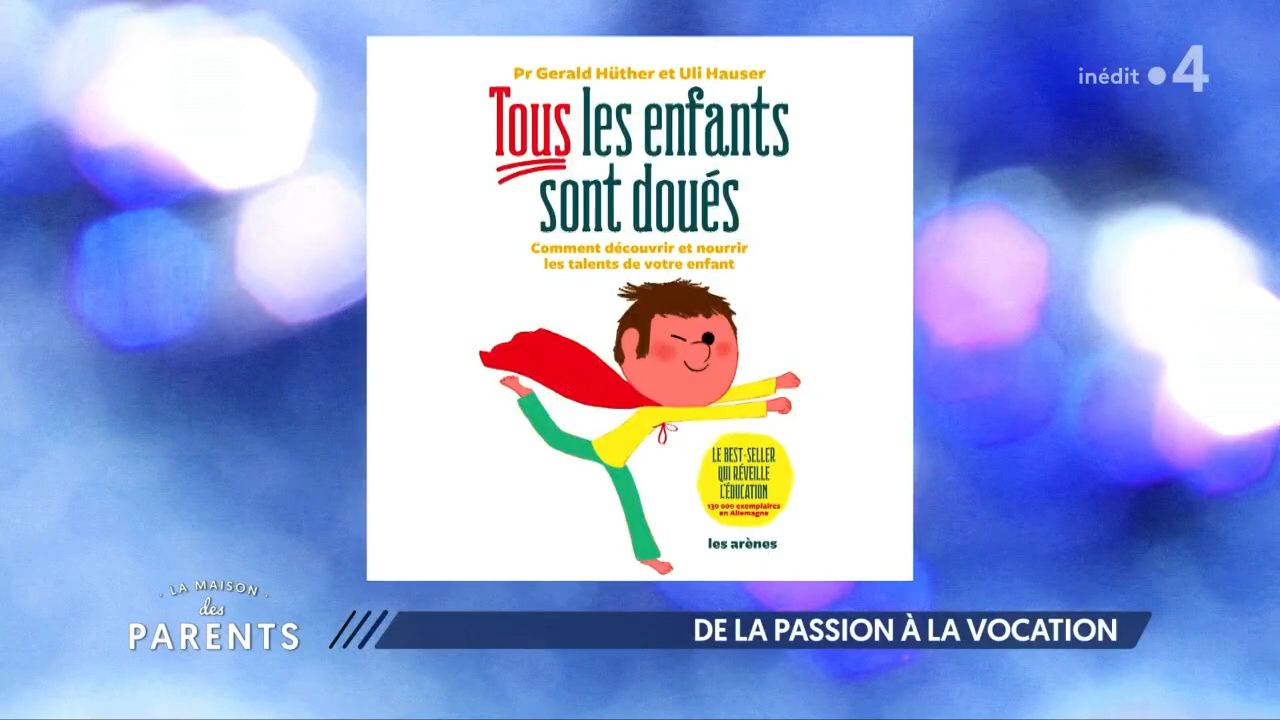 inédit 4
Pr Gerald Hüther et Uli Hauser
Tous les enfants
sont doués
Comment découvrir et nourrir
les talents de votre enfant
LE BEST-SELLER
QUI RÉVEILLE
L'ÉDUCATION
130 000 exemplaires
en Allemagne
les arènes
· LA MAISON ·
des
PARENTS
DE LA PASSION À LA VOCATION